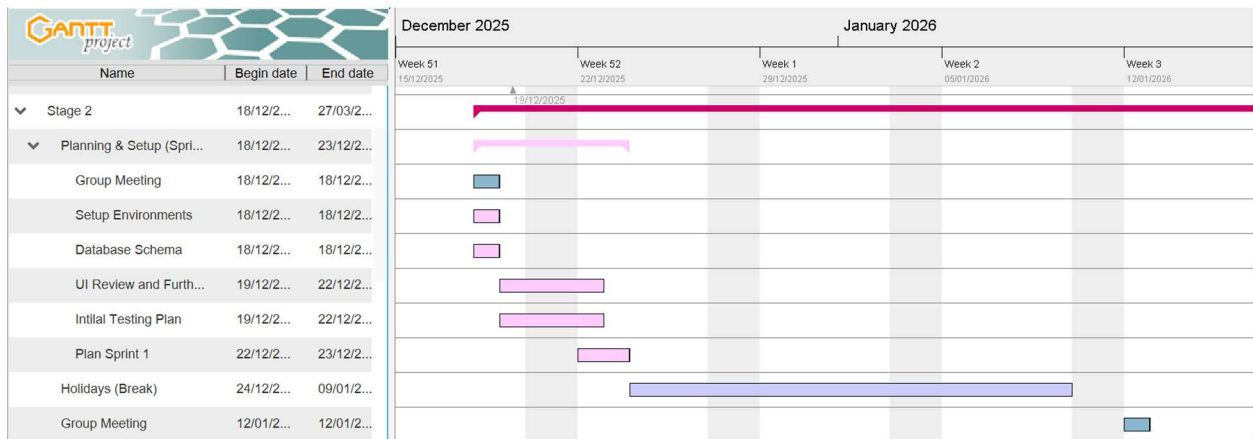 GANTT project
December 2025 January 2026
Week 51 Week 52 Week 1 Week 2 Week 3
15/12/2025 22/12/2025 29/12/2025 05/01/2026 12/01/2026
19/12/2025
Name Begin date End date
Stage 2 18/12/2... 27/03/2...
Planning & Setup (Spri... 18/12/2... 23/12/2...
Group Meeting 18/12/2... 18/12/2...
Setup Environments 18/12/2... 18/12/2...
Database Schema 18/12/2... 18/12/2...
UI Review and Furth... 19/12/2... 22/12/2...
Intilal Testing Plan 19/12/2... 22/12/2...
Plan Sprint 1 22/12/2... 23/12/2...
Holidays (Break) 24/12/2... 09/01/2...
Group Meeting 12/01/2... 12/01/2...